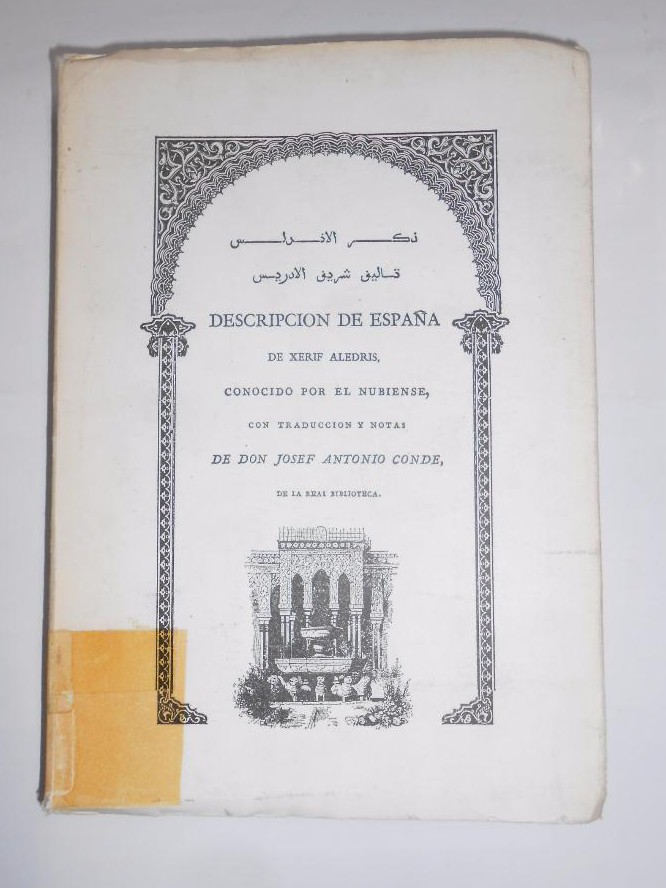 ذكر الاندلس
تاليف شريف الادريس
DESCRIPCION DE ESPAÑA
DE XERIF ALEDRIS,
CONOCIDO POR EL NUBIENSE,
CON TRADUCCION Y NOTAS
DE DON JOSEF ANTONIO CONDE,
DE LA REAL BIBLIOTECA.